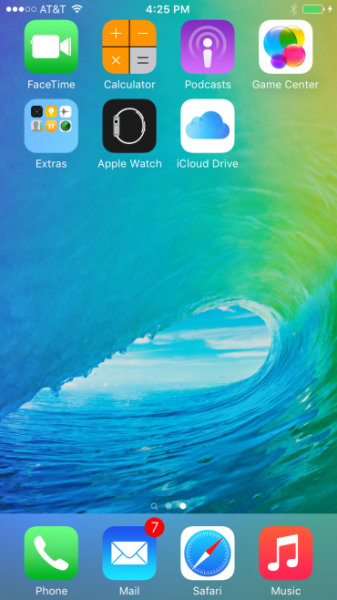 AT&T 4:25 PM
FaceTime Calculator Podcasts Game Center
Extras Apple Watch iCloud Drive
7
Phone Mail Safari Music